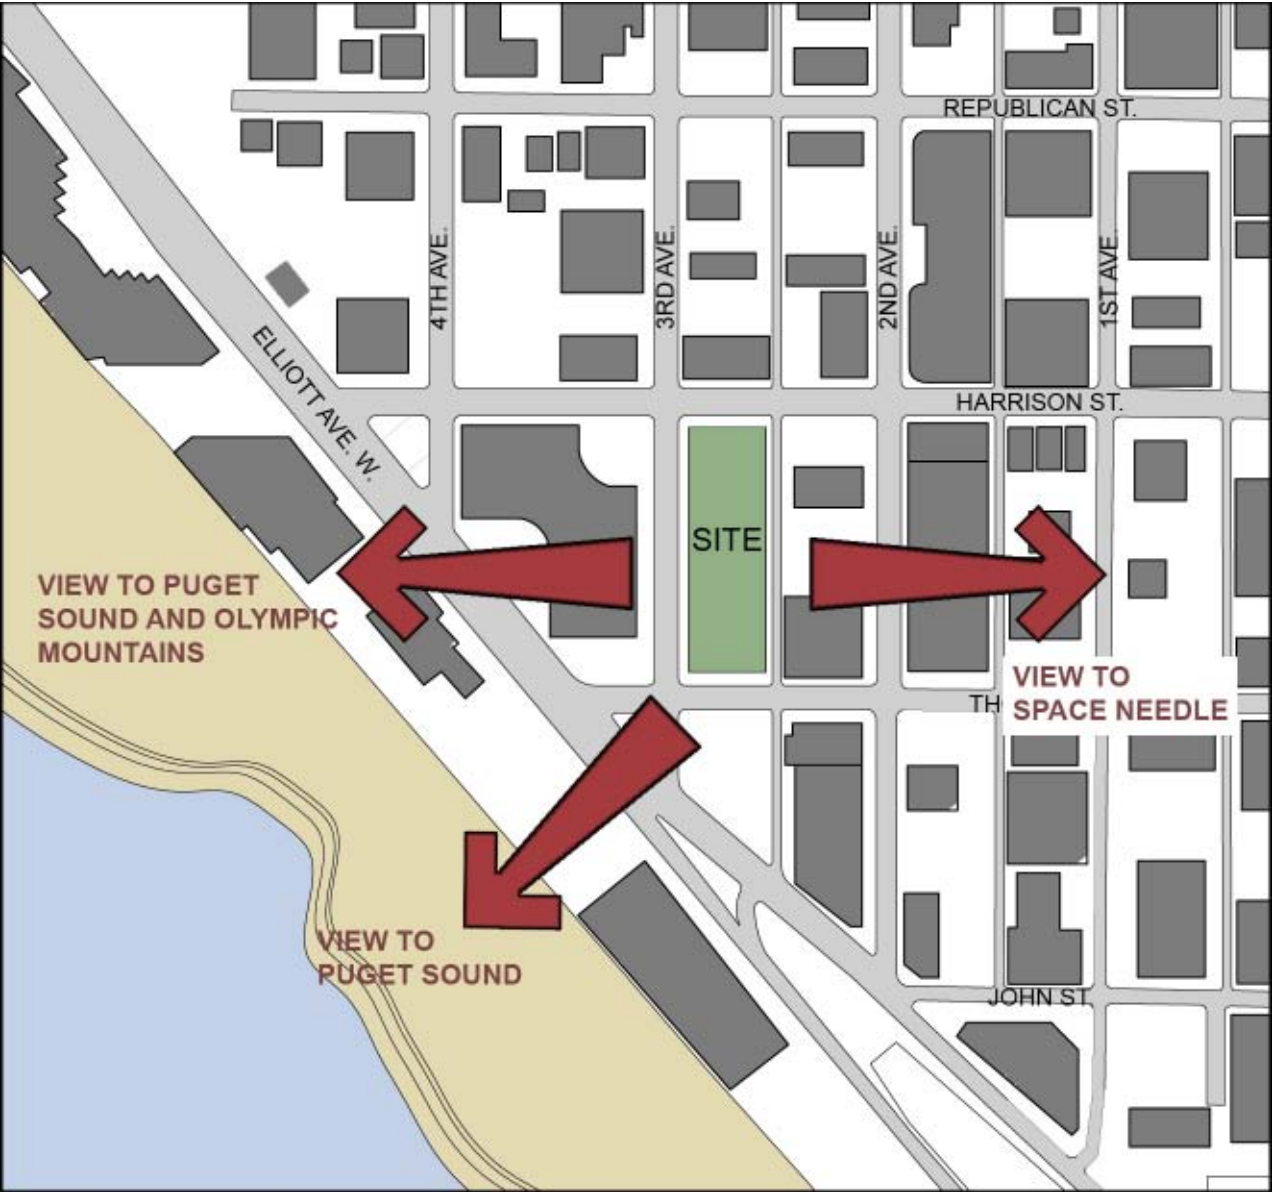 REPUBLICAN ST.
4TH AVE.
3RD AVE.
2ND AVE.
1ST AVE.
ELLIOTT AVE. W.
HARRISON ST.
SITE
VIEW TO PUGET
SOUND AND OLYMPIC
MOUNTAINS
VIEW TO
SPACE NEEDLE
TH
VIEW TO
PUGET SOUND
JOHN ST.